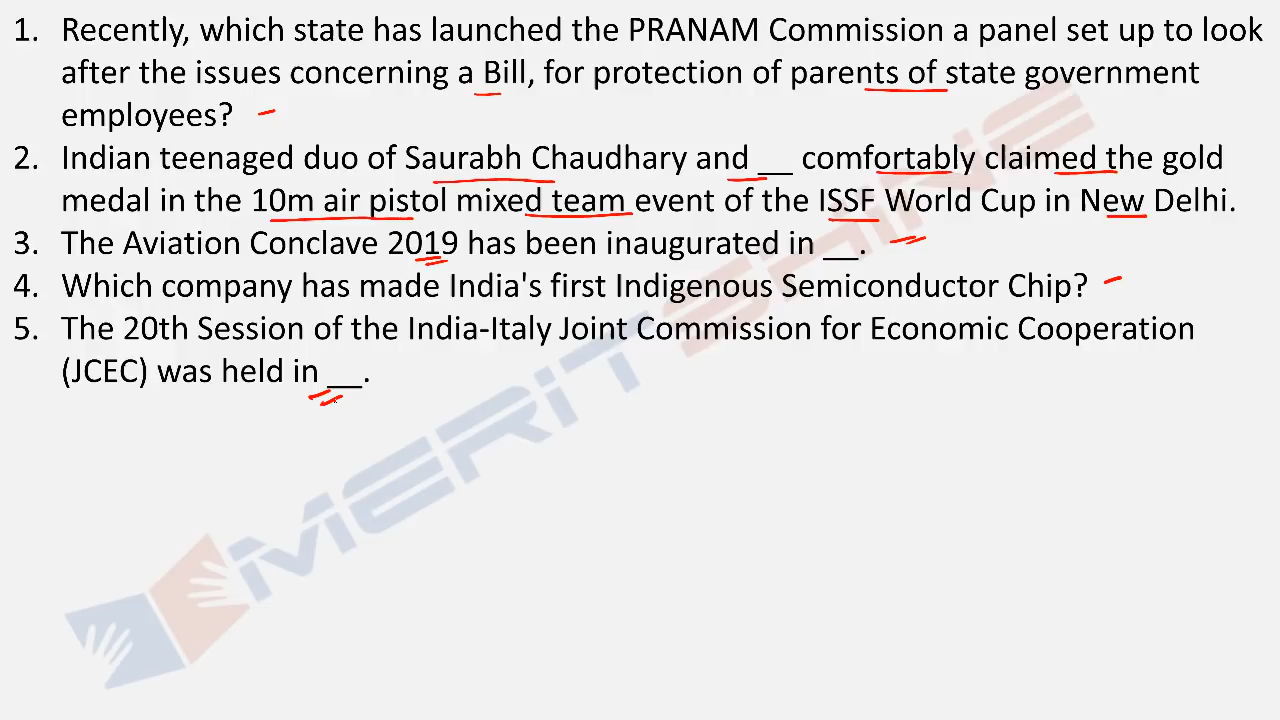 1. Recently, which state has launched the PRANAM Commission a panel set up to look
after the issues concerning a Bill, for protection of parents of state government
employees?
2. Indian teenaged duo of Saurabh Chaudhary and __ comfortably claimed the gold
medal in the 10m air pistol mixed team event of the ISSF World Cup in New Delhi.
3. The Aviation Conclave 2019 has been inaugurated in __.
4. Which company has made India's first Indigenous Semiconductor Chip?
5. The 20th Session of the India-Italy Joint Commission for Economic Cooperation
(JCEC) was held in __.
MERITSHINE